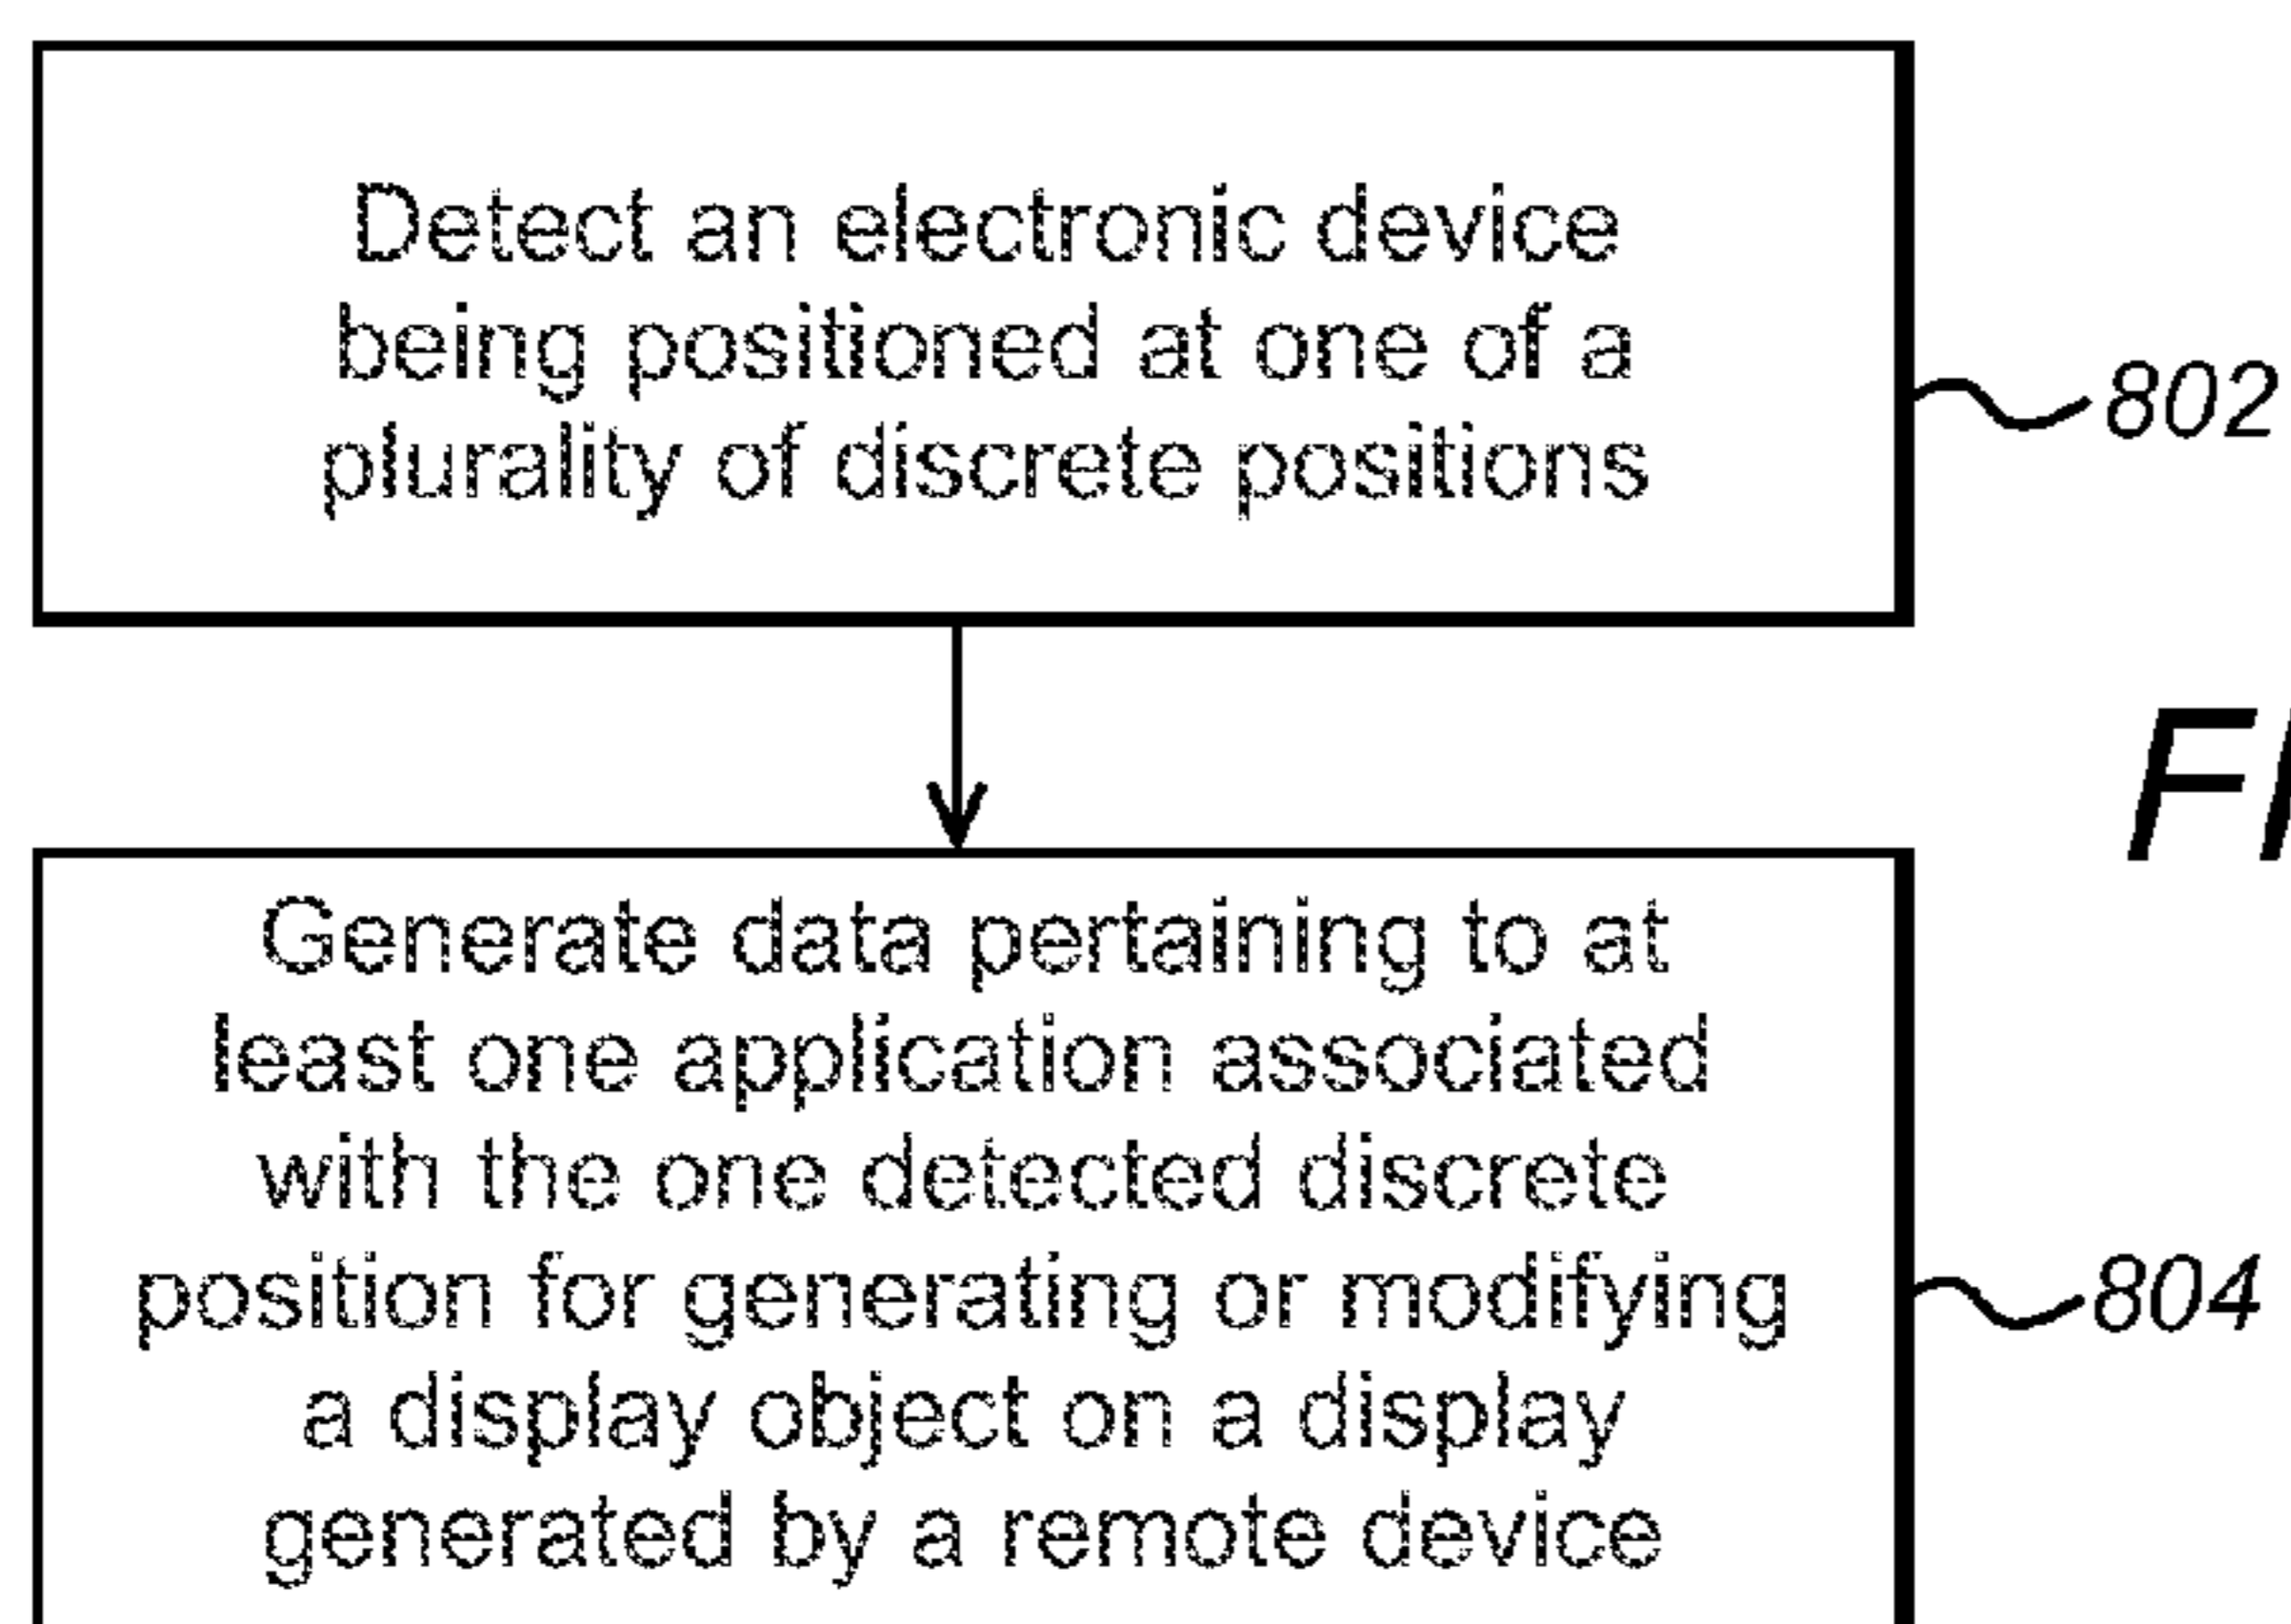 Detect an electronic device
being positioned at one of a
plurality of discrete positions
802
Generate data pertaining to at
least one application associated
with the one detected discrete
position for generating or modifying
a display object on a display
generated by a remote device
804